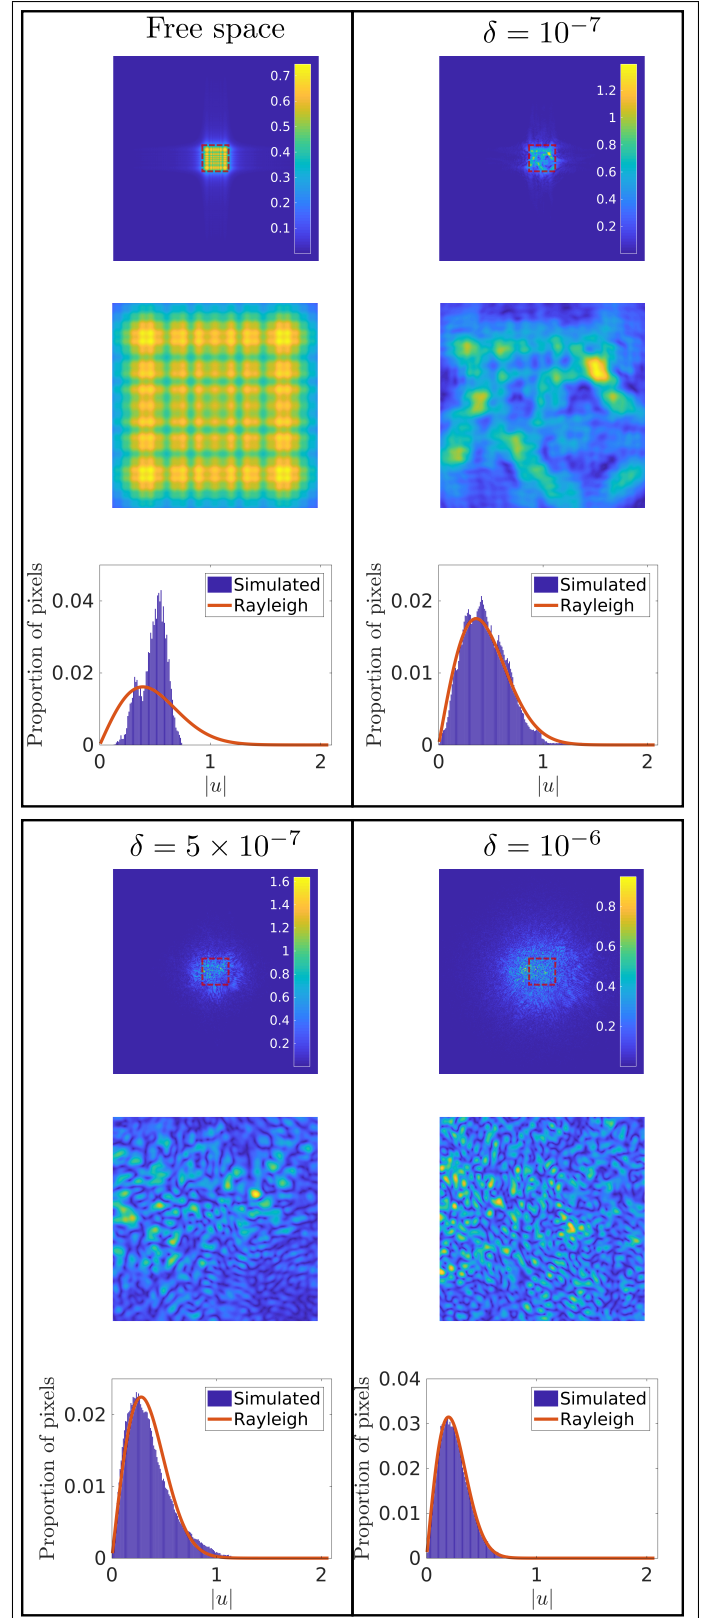 Free space
0.7
0.6
0.5
0.4
0.3
0.2
0.1
Proportion of pixels
0.04
0.02
0
Simulated
Rayleigh
0 1 2
|u|
δ = 10⁻⁷
1.2
1
0.8
0.6
0.4
0.2
Proportion of pixels
0.02
0.01
0
Simulated
Rayleigh
0 1 2
|u|
δ = 5 × 10⁻⁷
1.6
1.4
1.2
1
0.8
0.6
0.4
0.2
Proportion of pixels
0.02
0.01
0
Simulated
Rayleigh
0 1 2
|u|
δ = 10⁻⁶
0.8
0.6
0.4
0.2
Proportion of pixels
0.04
0.03
0.02
0.01
0
Simulated
Rayleigh
0 1 2
|u|